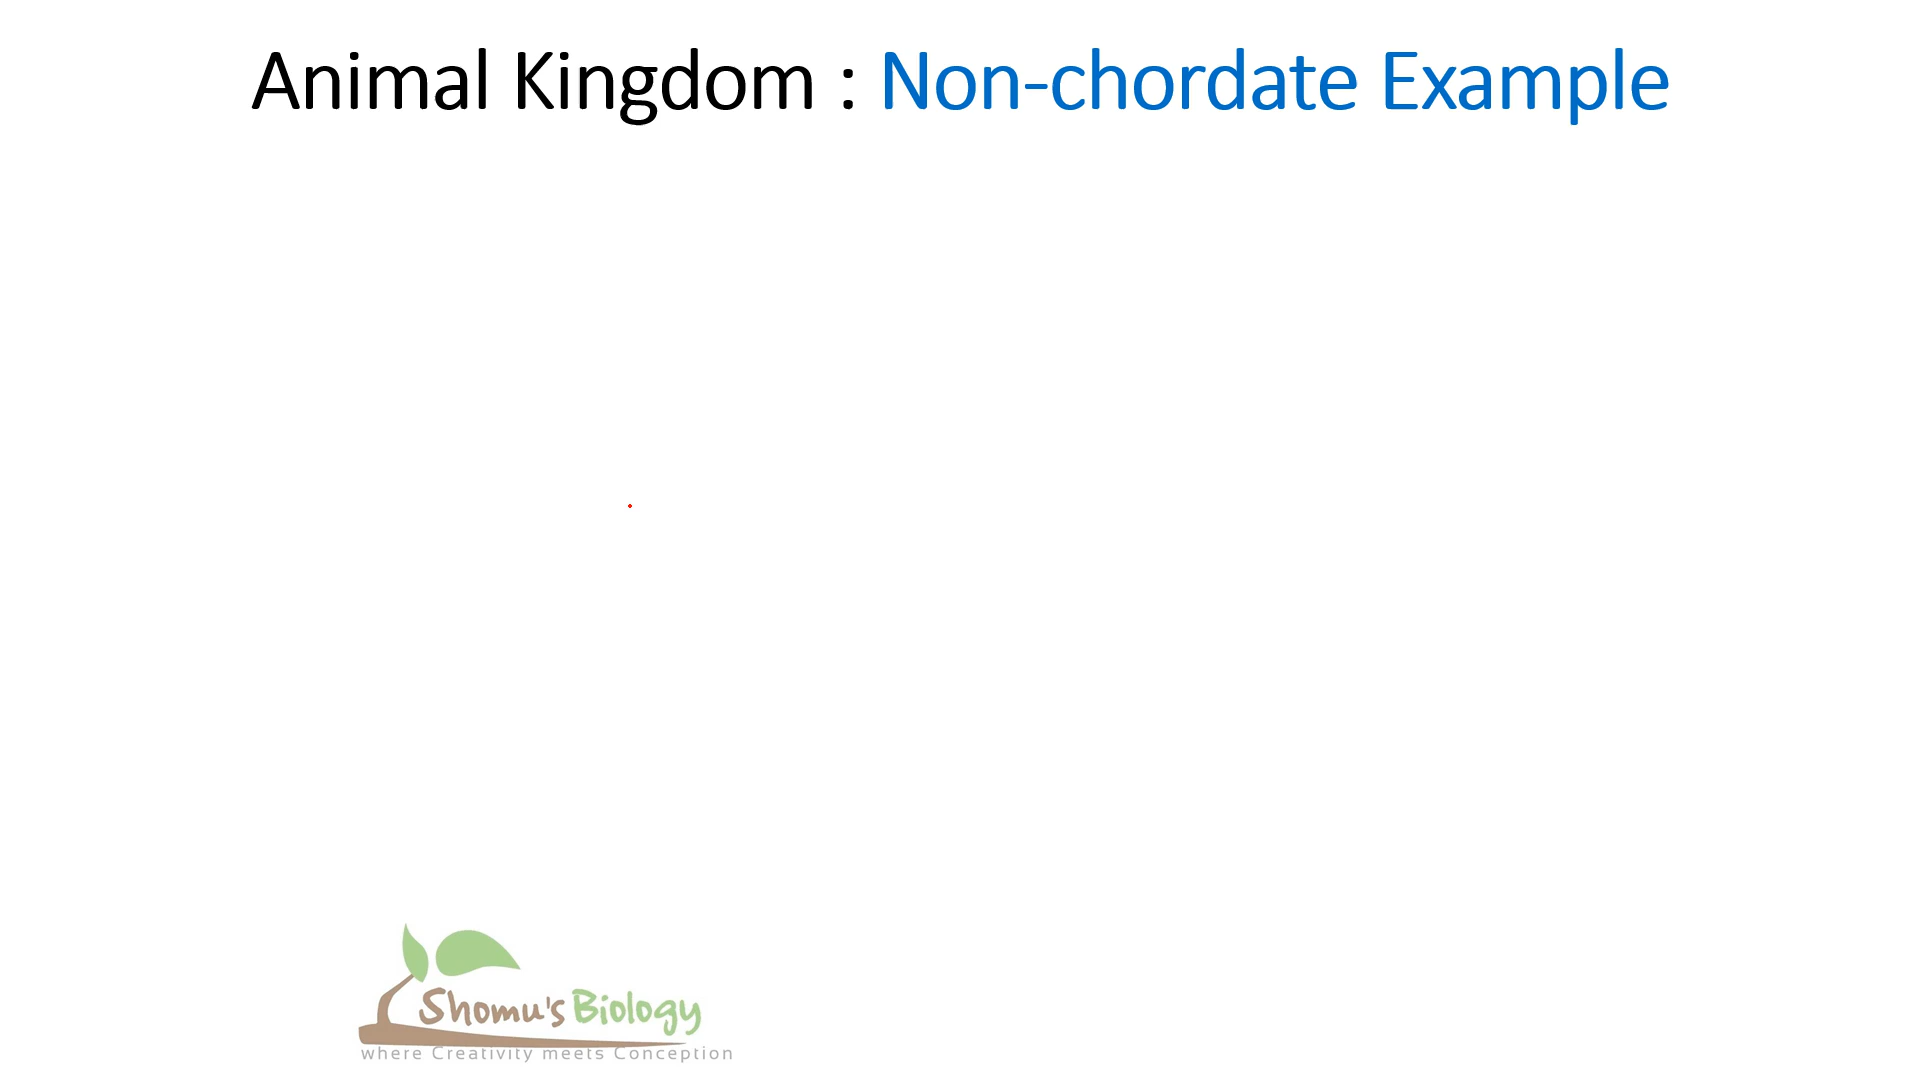 Animal Kingdom : Non-chordate Example
Shomu's Biology
where Creativity meets Conception